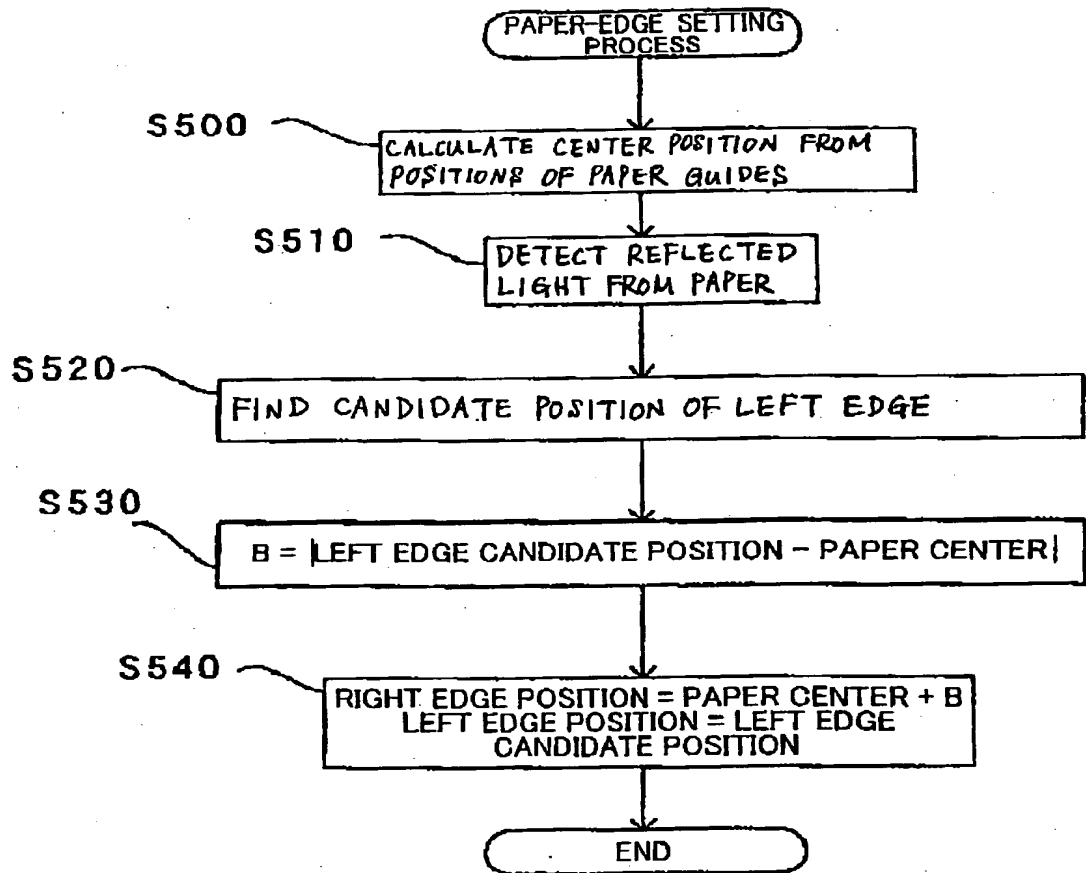 PAPER-EDGE SETTING
PROCESS
S500
CALCULATE CENTER POSITION FROM
POSITIONS OF PAPER GUIDES
S510
DETECT REFLECTED
LIGHT FROM PAPER
S520
FIND CANDIDATE POSITION OF LEFT EDGE
S530
B = |LEFT EDGE CANDIDATE POSITION - PAPER CENTER|
S540
RIGHT EDGE POSITION = PAPER CENTER + B
LEFT EDGE POSITION = LEFT EDGE
CANDIDATE POSITION
END